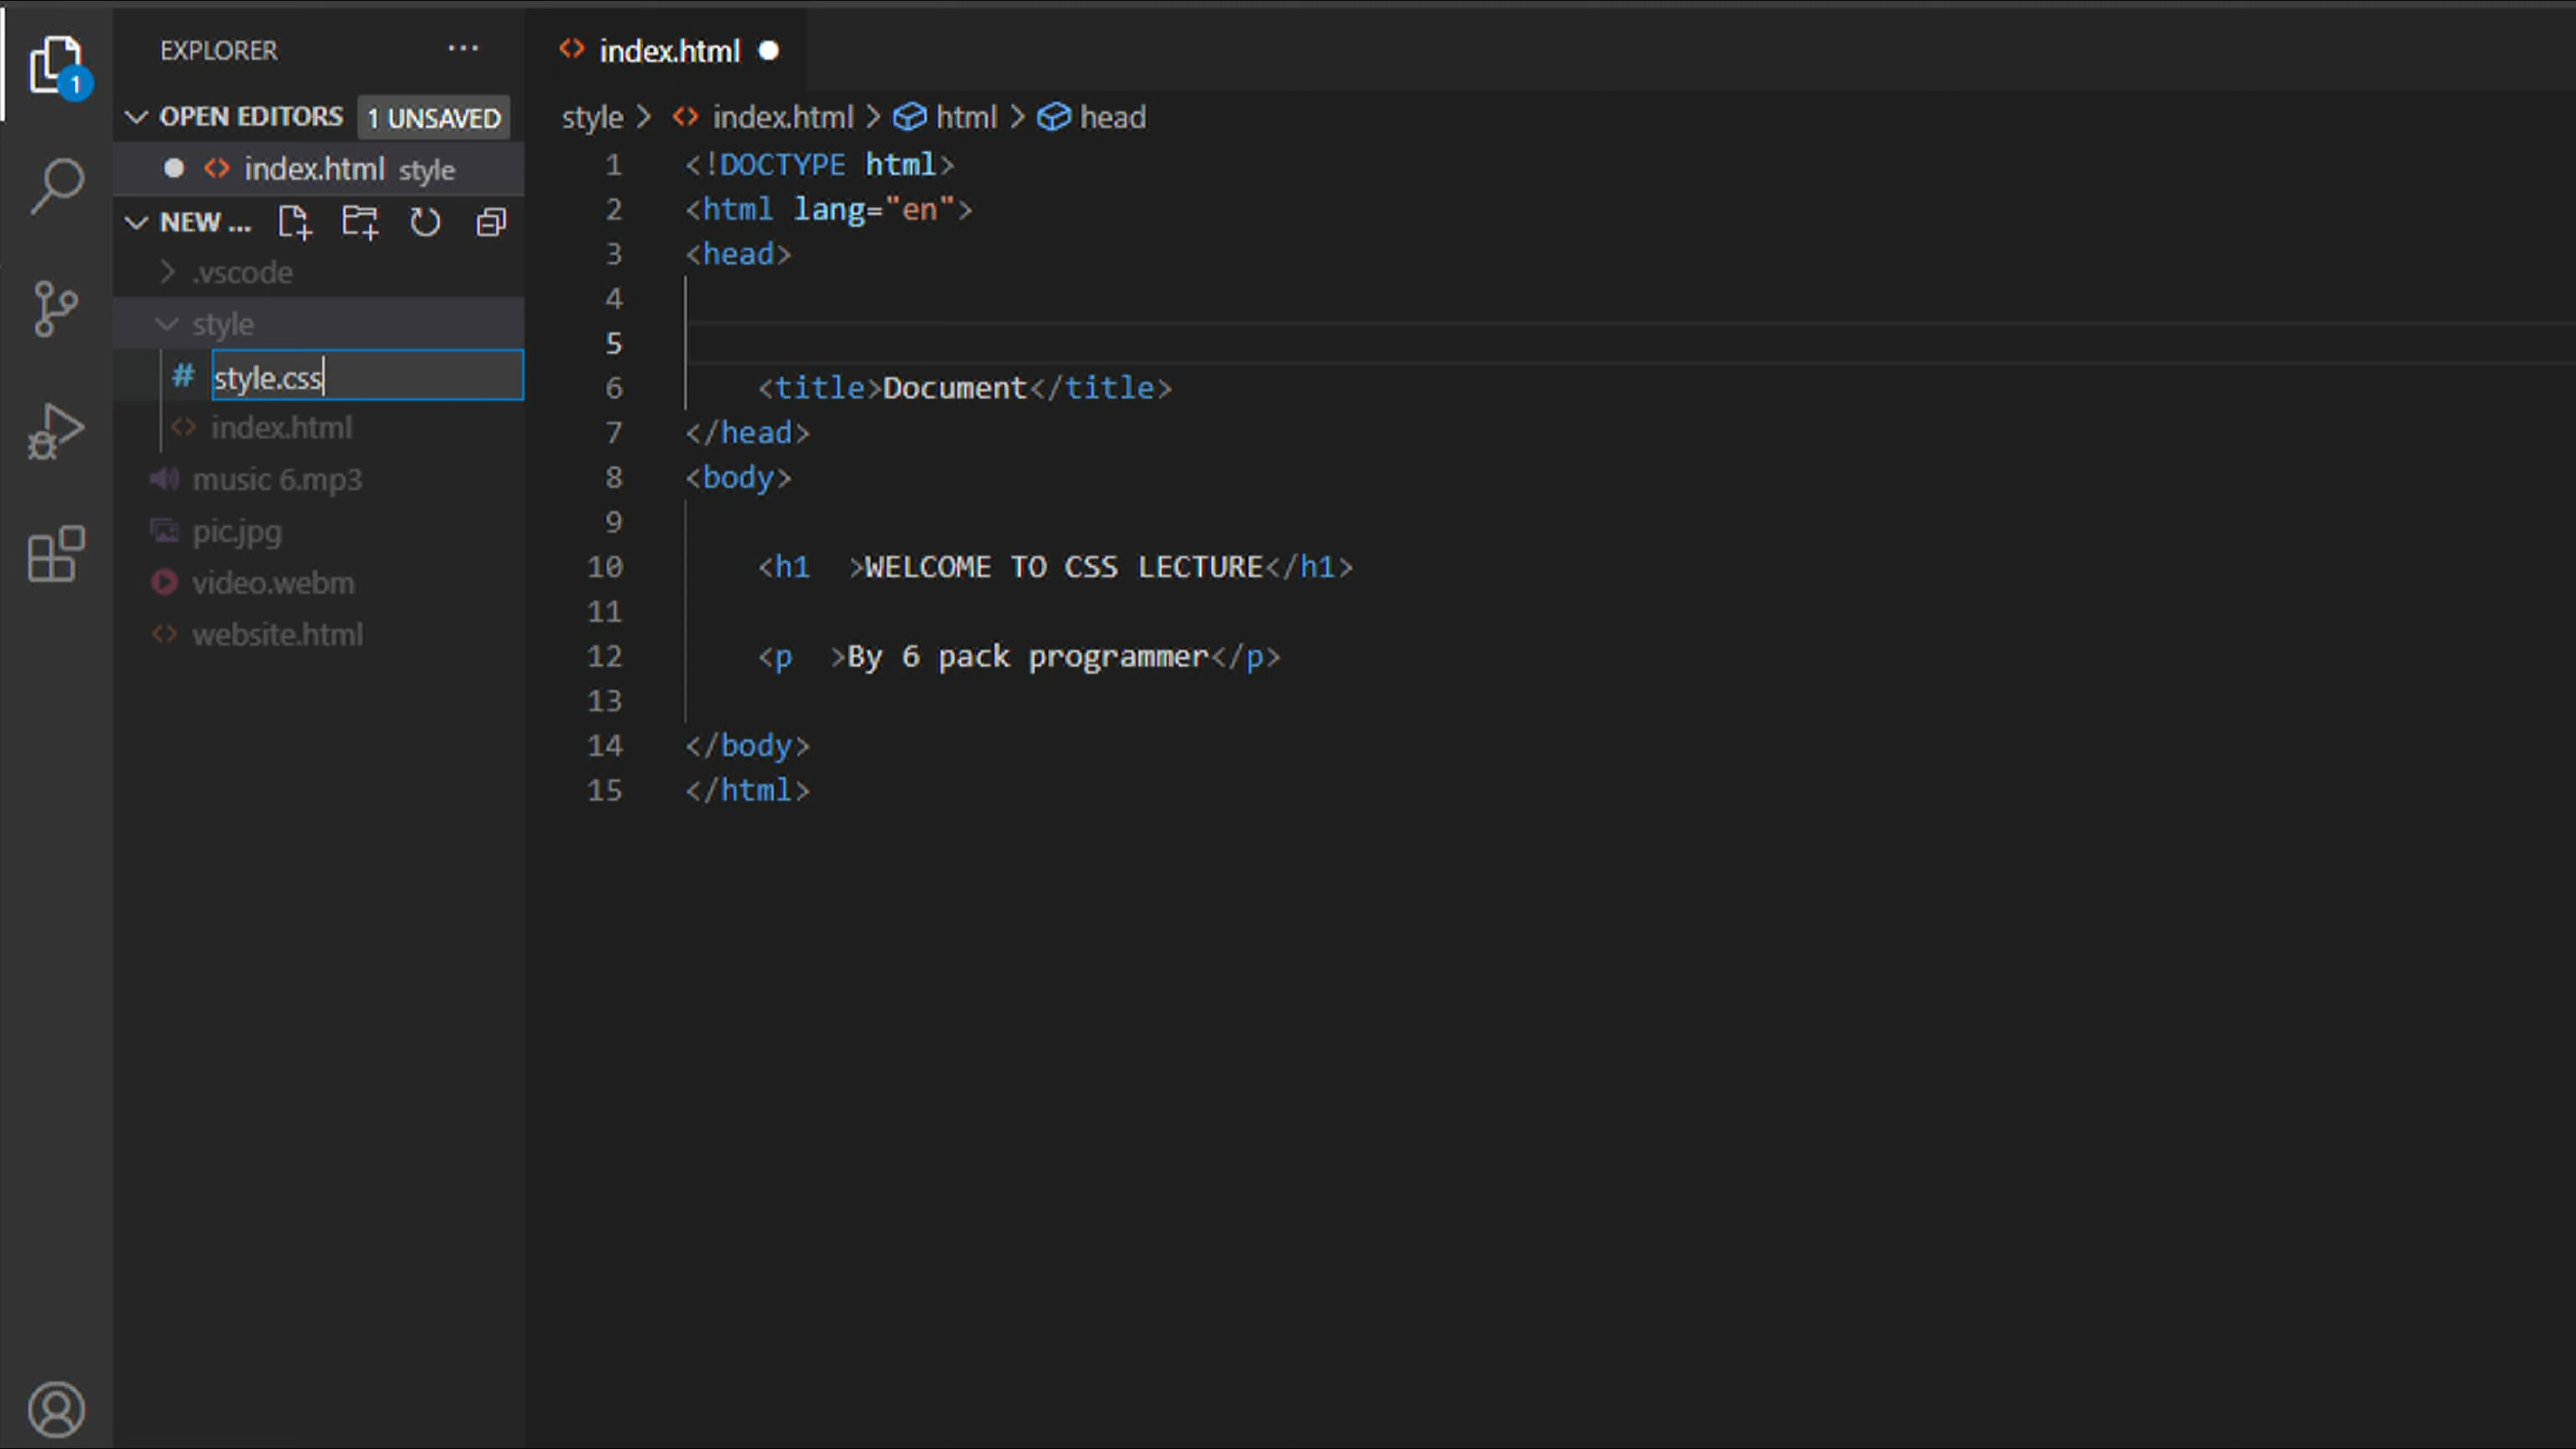 EXPLORER ···
1
OPEN EDITORS 1 UNSAVED
index.html style
NEW ...
.vscode
style
# style.css
index.html
music 6.mp3
pic.jpg
video.webm
website.html
index.html
style > index.html > html > head
1 <!DOCTYPE html>
2 <html lang="en">
3 <head>
4
5
6 <title>Document</title>
7 </head>
8 <body>
9
10 <h1  >WELCOME TO CSS LECTURE</h1>
11
12 <p  >By 6 pack programmer</p>
13
14 </body>
15 </html>